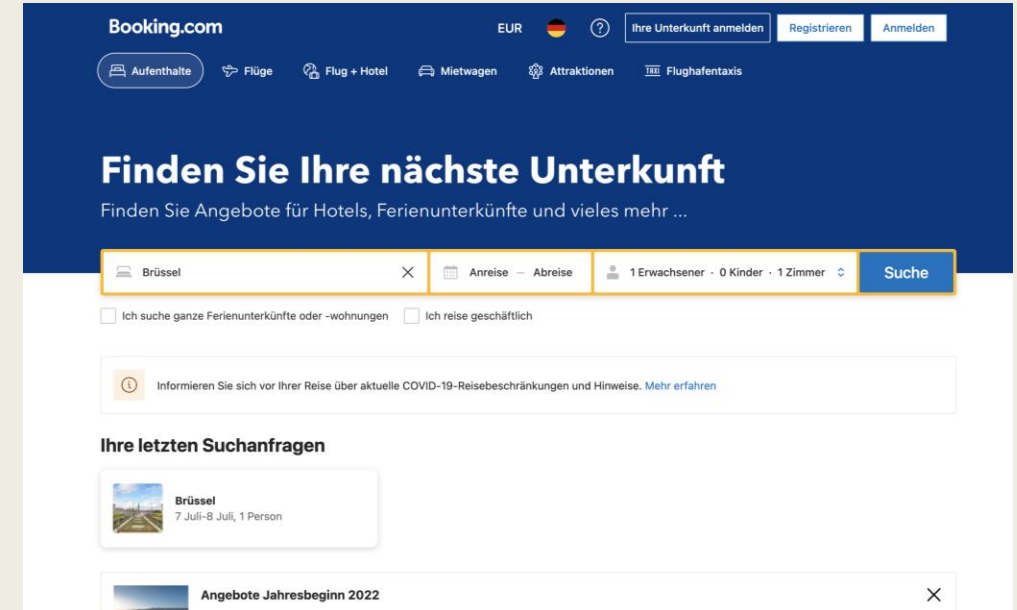 Booking.com
EUR
Ihre Unterkunft anmelden
Registrieren
Anmelden
Aufenthalte
Flüge
Flug + Hotel
Mietwagen
Attraktionen
TAXI
Flughafentaxis
Finden Sie Ihre nächste Unterkunft
Finden Sie Angebote für Hotels, Ferienunterkünfte und vieles mehr ...
Brüssel
Anreise — Abreise
1 Erwachsener · 0 Kinder · 1 Zimmer
Suche
Ich suche ganze Ferienunterkünfte oder -wohnungen
Ich reise geschäftlich
Informieren Sie sich vor Ihrer Reise über aktuelle COVID-19-Reisebeschränkungen und Hinweise. Mehr erfahren
Ihre letzten Suchanfragen
Brüssel
7 Juli-8 Juli, 1 Person
Angebote Jahresbeginn 2022